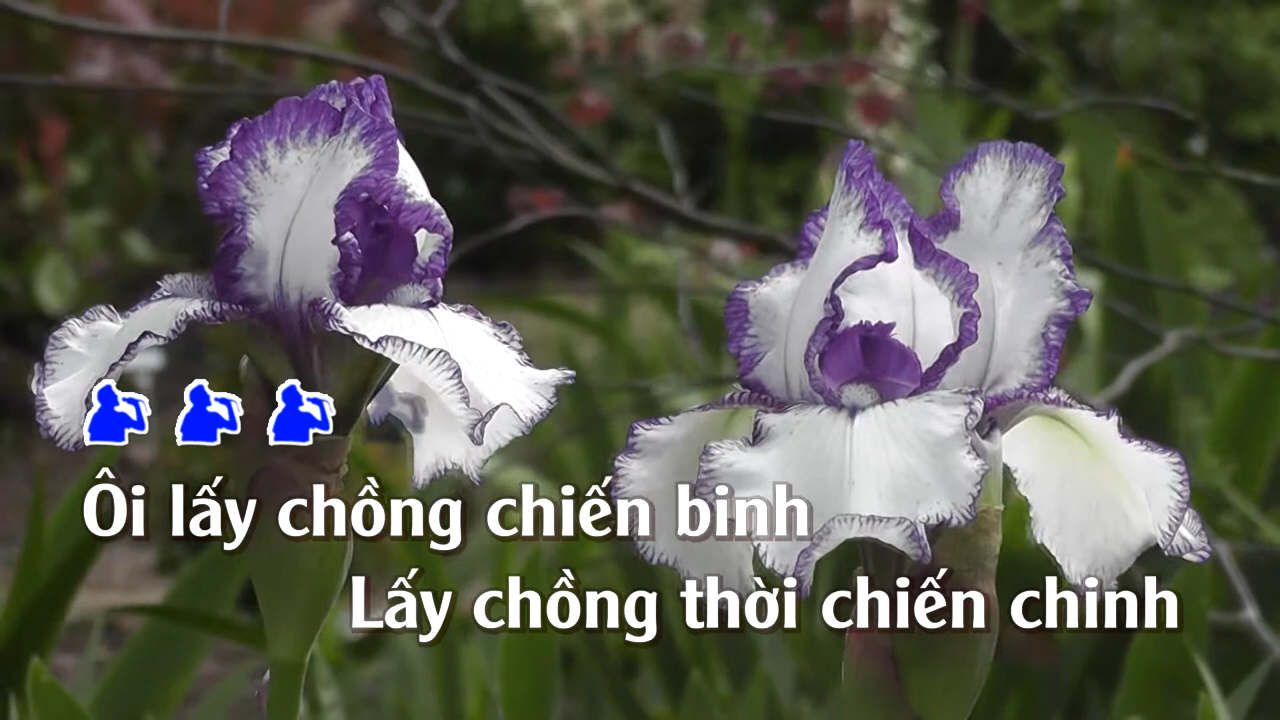 Ôi lấy chồng chiến binh
Lấy chồng thời chiến chinh